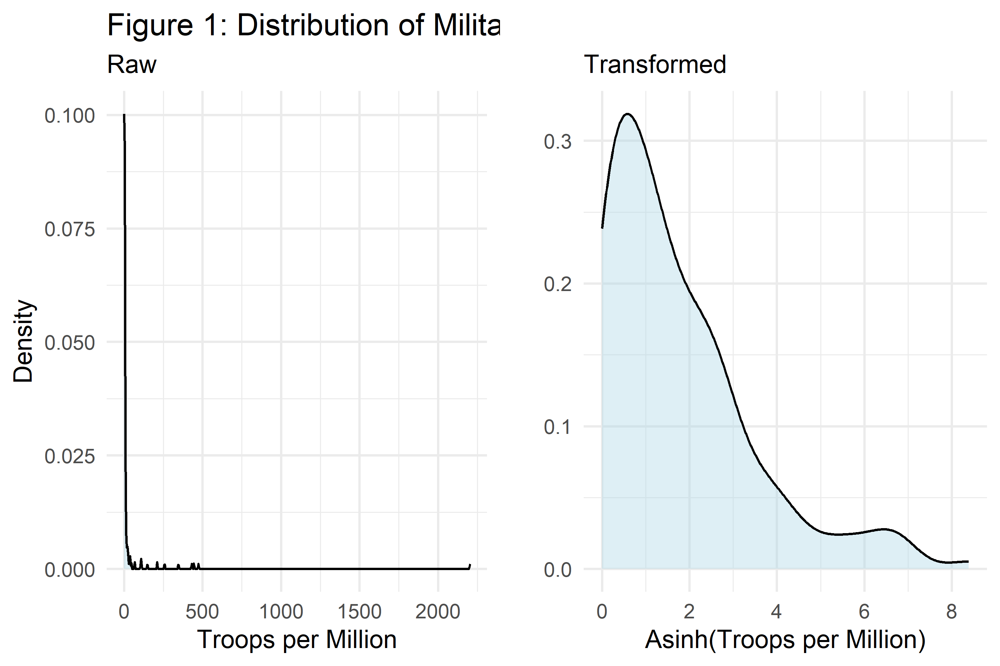 Figure 1: Distribution of Milita
Raw
Transformed
Density
0.100
0.075
0.050
0.025
0.000
0 500 1000 1500 2000
Troops per Million
0.3
0.2
0.1
0.0
0 2 4 6 8
Asinh(Troops per Million)